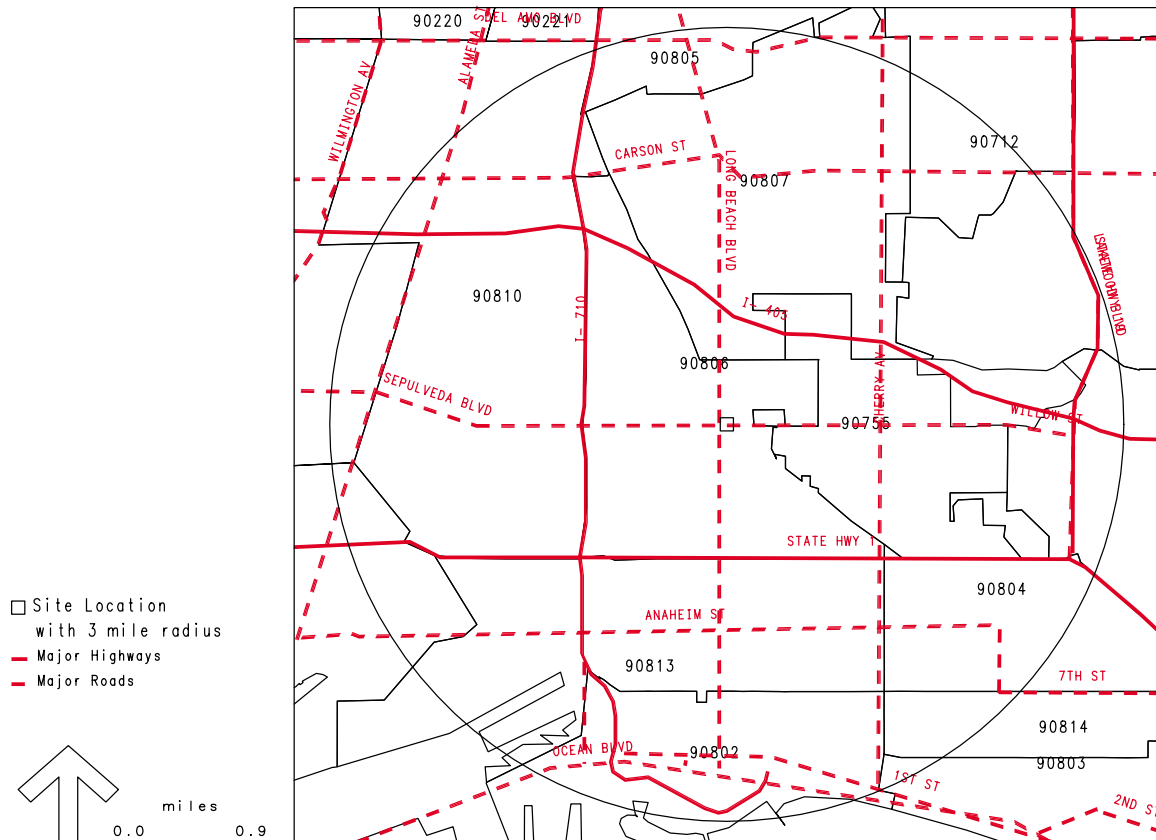 90220
90221
DEL AMO BLVD
90805
ALAMEDA ST
WILMINGTON AV
90712
CARSON ST
LONG BEACH BLVD
90807
90810
I- 710
I- 405
90806
CHERRY AV
SEPULVEDA BLVD
WILLOW ST
90755
STATE HWY 1
90804
ANAHEIM ST
90813
7TH ST
90814
OCEAN BLVD
90802
90803
1ST ST
2ND ST
Site Location
with 3 mile radius
Major Highways
Major Roads
miles
0.0 0.9